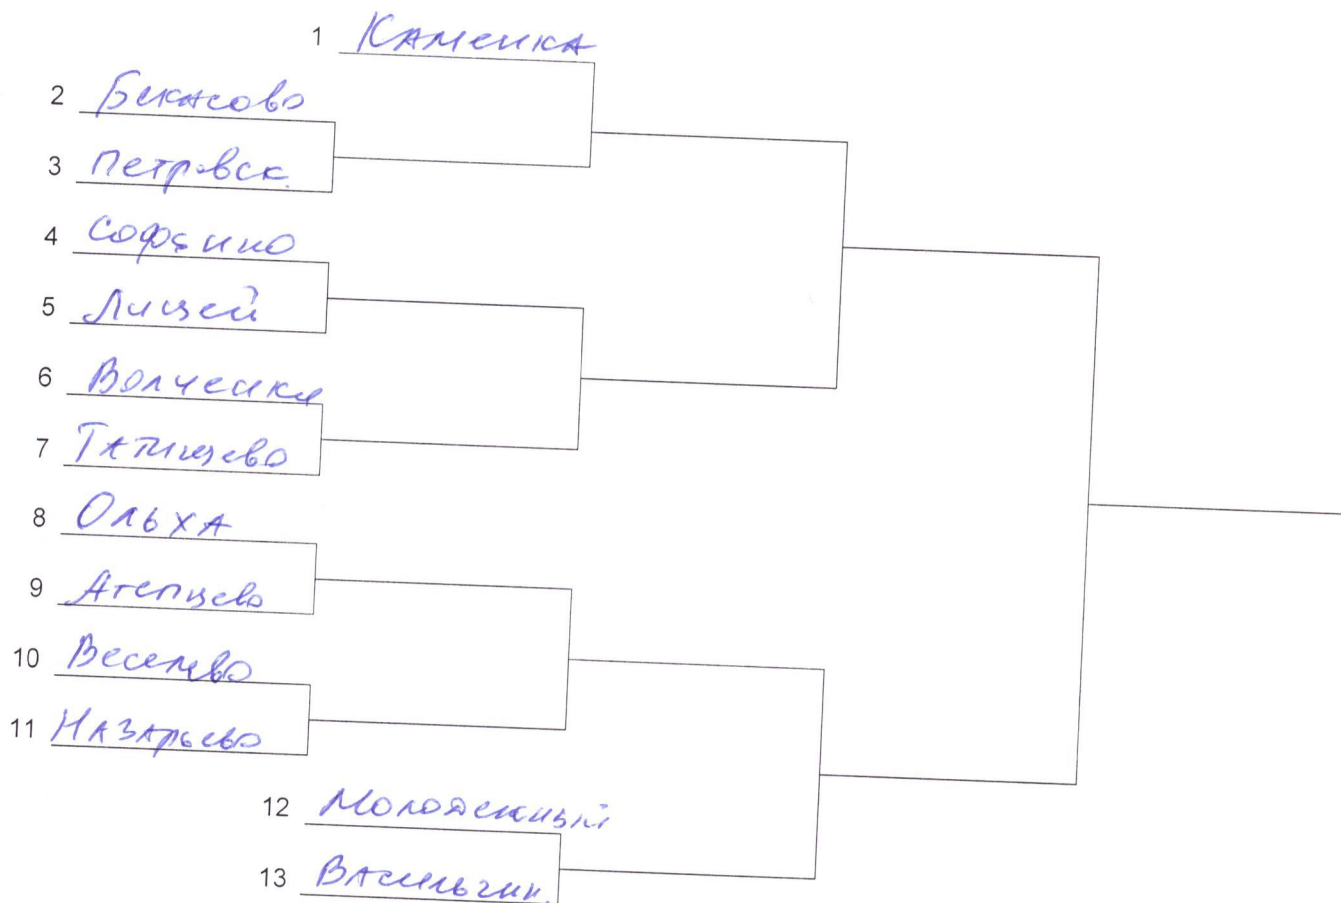 1 Каменка
2 Бекасово
3 Петровск.
4 Софьино
5 Лицей
6 Волченки
7 Татищево
8 Ольха
9 Атепцево
10 Веселево
11 Назарьево
12 Молодежный
13 Васильчин.